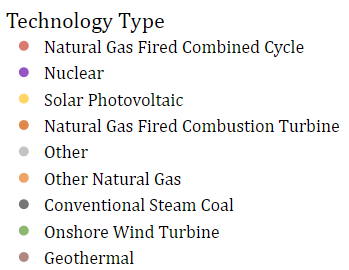 Technology Type
Natural Gas Fired Combined Cycle
Nuclear
Solar Photovoltaic
Natural Gas Fired Combustion Turbine
Other
Other Natural Gas
Conventional Steam Coal
Onshore Wind Turbine
Geothermal